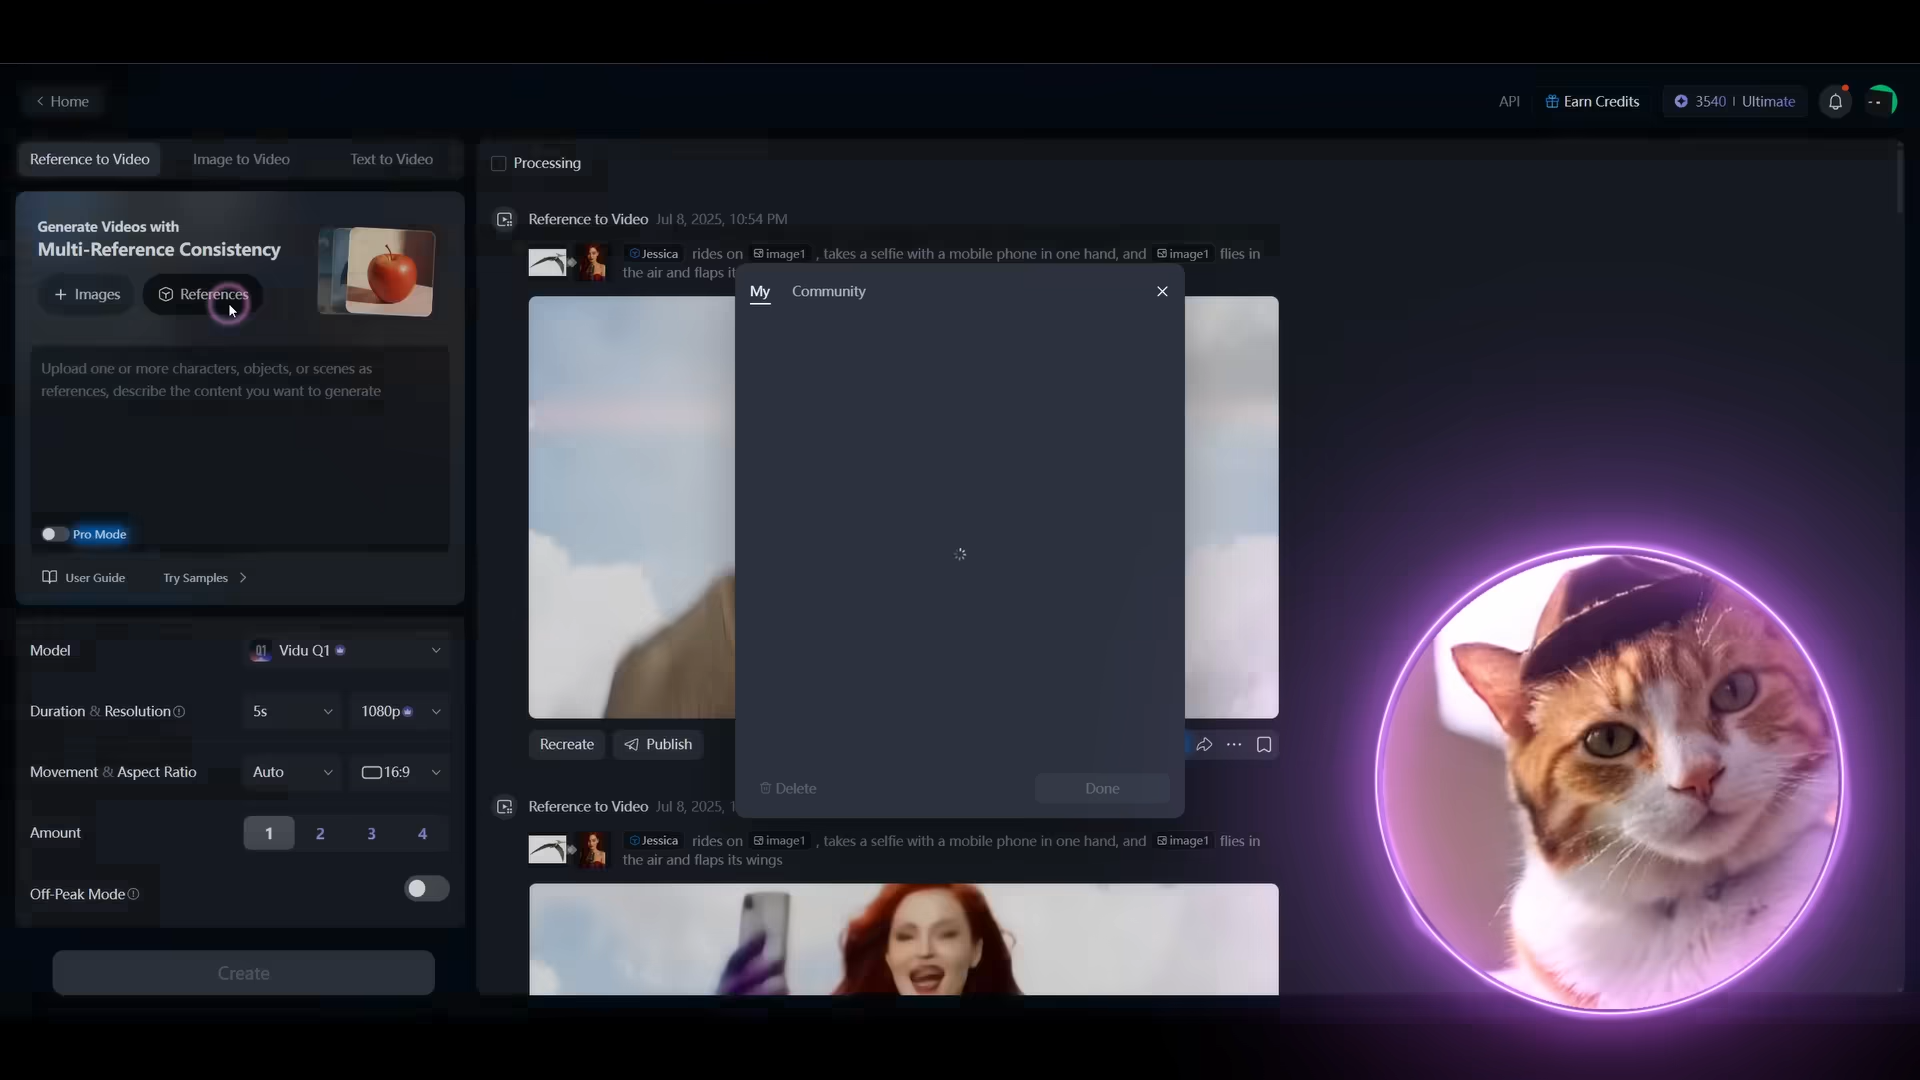 Home
API
Earn Credits
3540 | Ultimate
Reference to Video
Image to Video
Text to Video
Processing
Generate Videos with
Multi-Reference Consistency
Images
References
Upload one or more characters, objects, or scenes as
references, describe the content you want to generate
Pro Mode
User Guide
Try Samples
Model
Q1 Vidu Q1
Duration & Resolution
5s
1080p
Movement & Aspect Ratio
Auto
16:9
Amount
1 2 3 4
Off-Peak Mode
Create
Reference to Video Jul 8, 2025, 10:54 PM
Jessica rides on image1 , takes a selfie with a mobile phone in one hand, and image1 flies in
the air and flaps it
My
Community
Delete
Done
Recreate
Publish
Reference to Video Jul 8, 2025, 1
Jessica rides on image1 , takes a selfie with a mobile phone in one hand, and image1 flies in
the air and flaps its wings